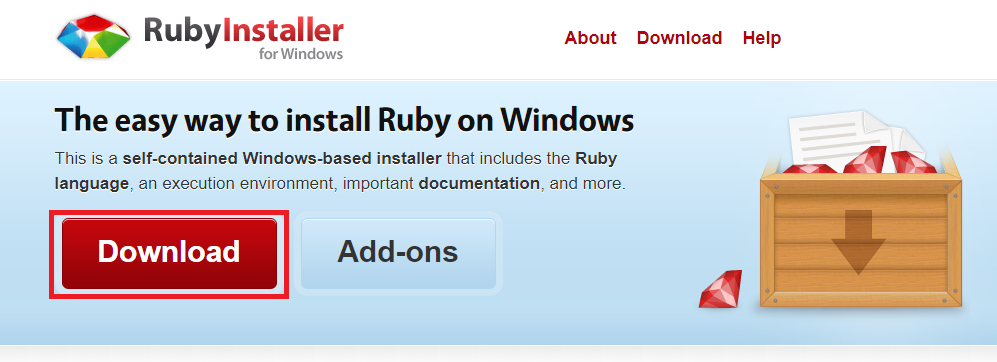 RubyInstaller
for Windows
About Download Help
The easy way to install Ruby on Windows
This is a self-contained Windows-based installer that includes the Ruby
language, an execution environment, important documentation, and more.
Download Add-ons